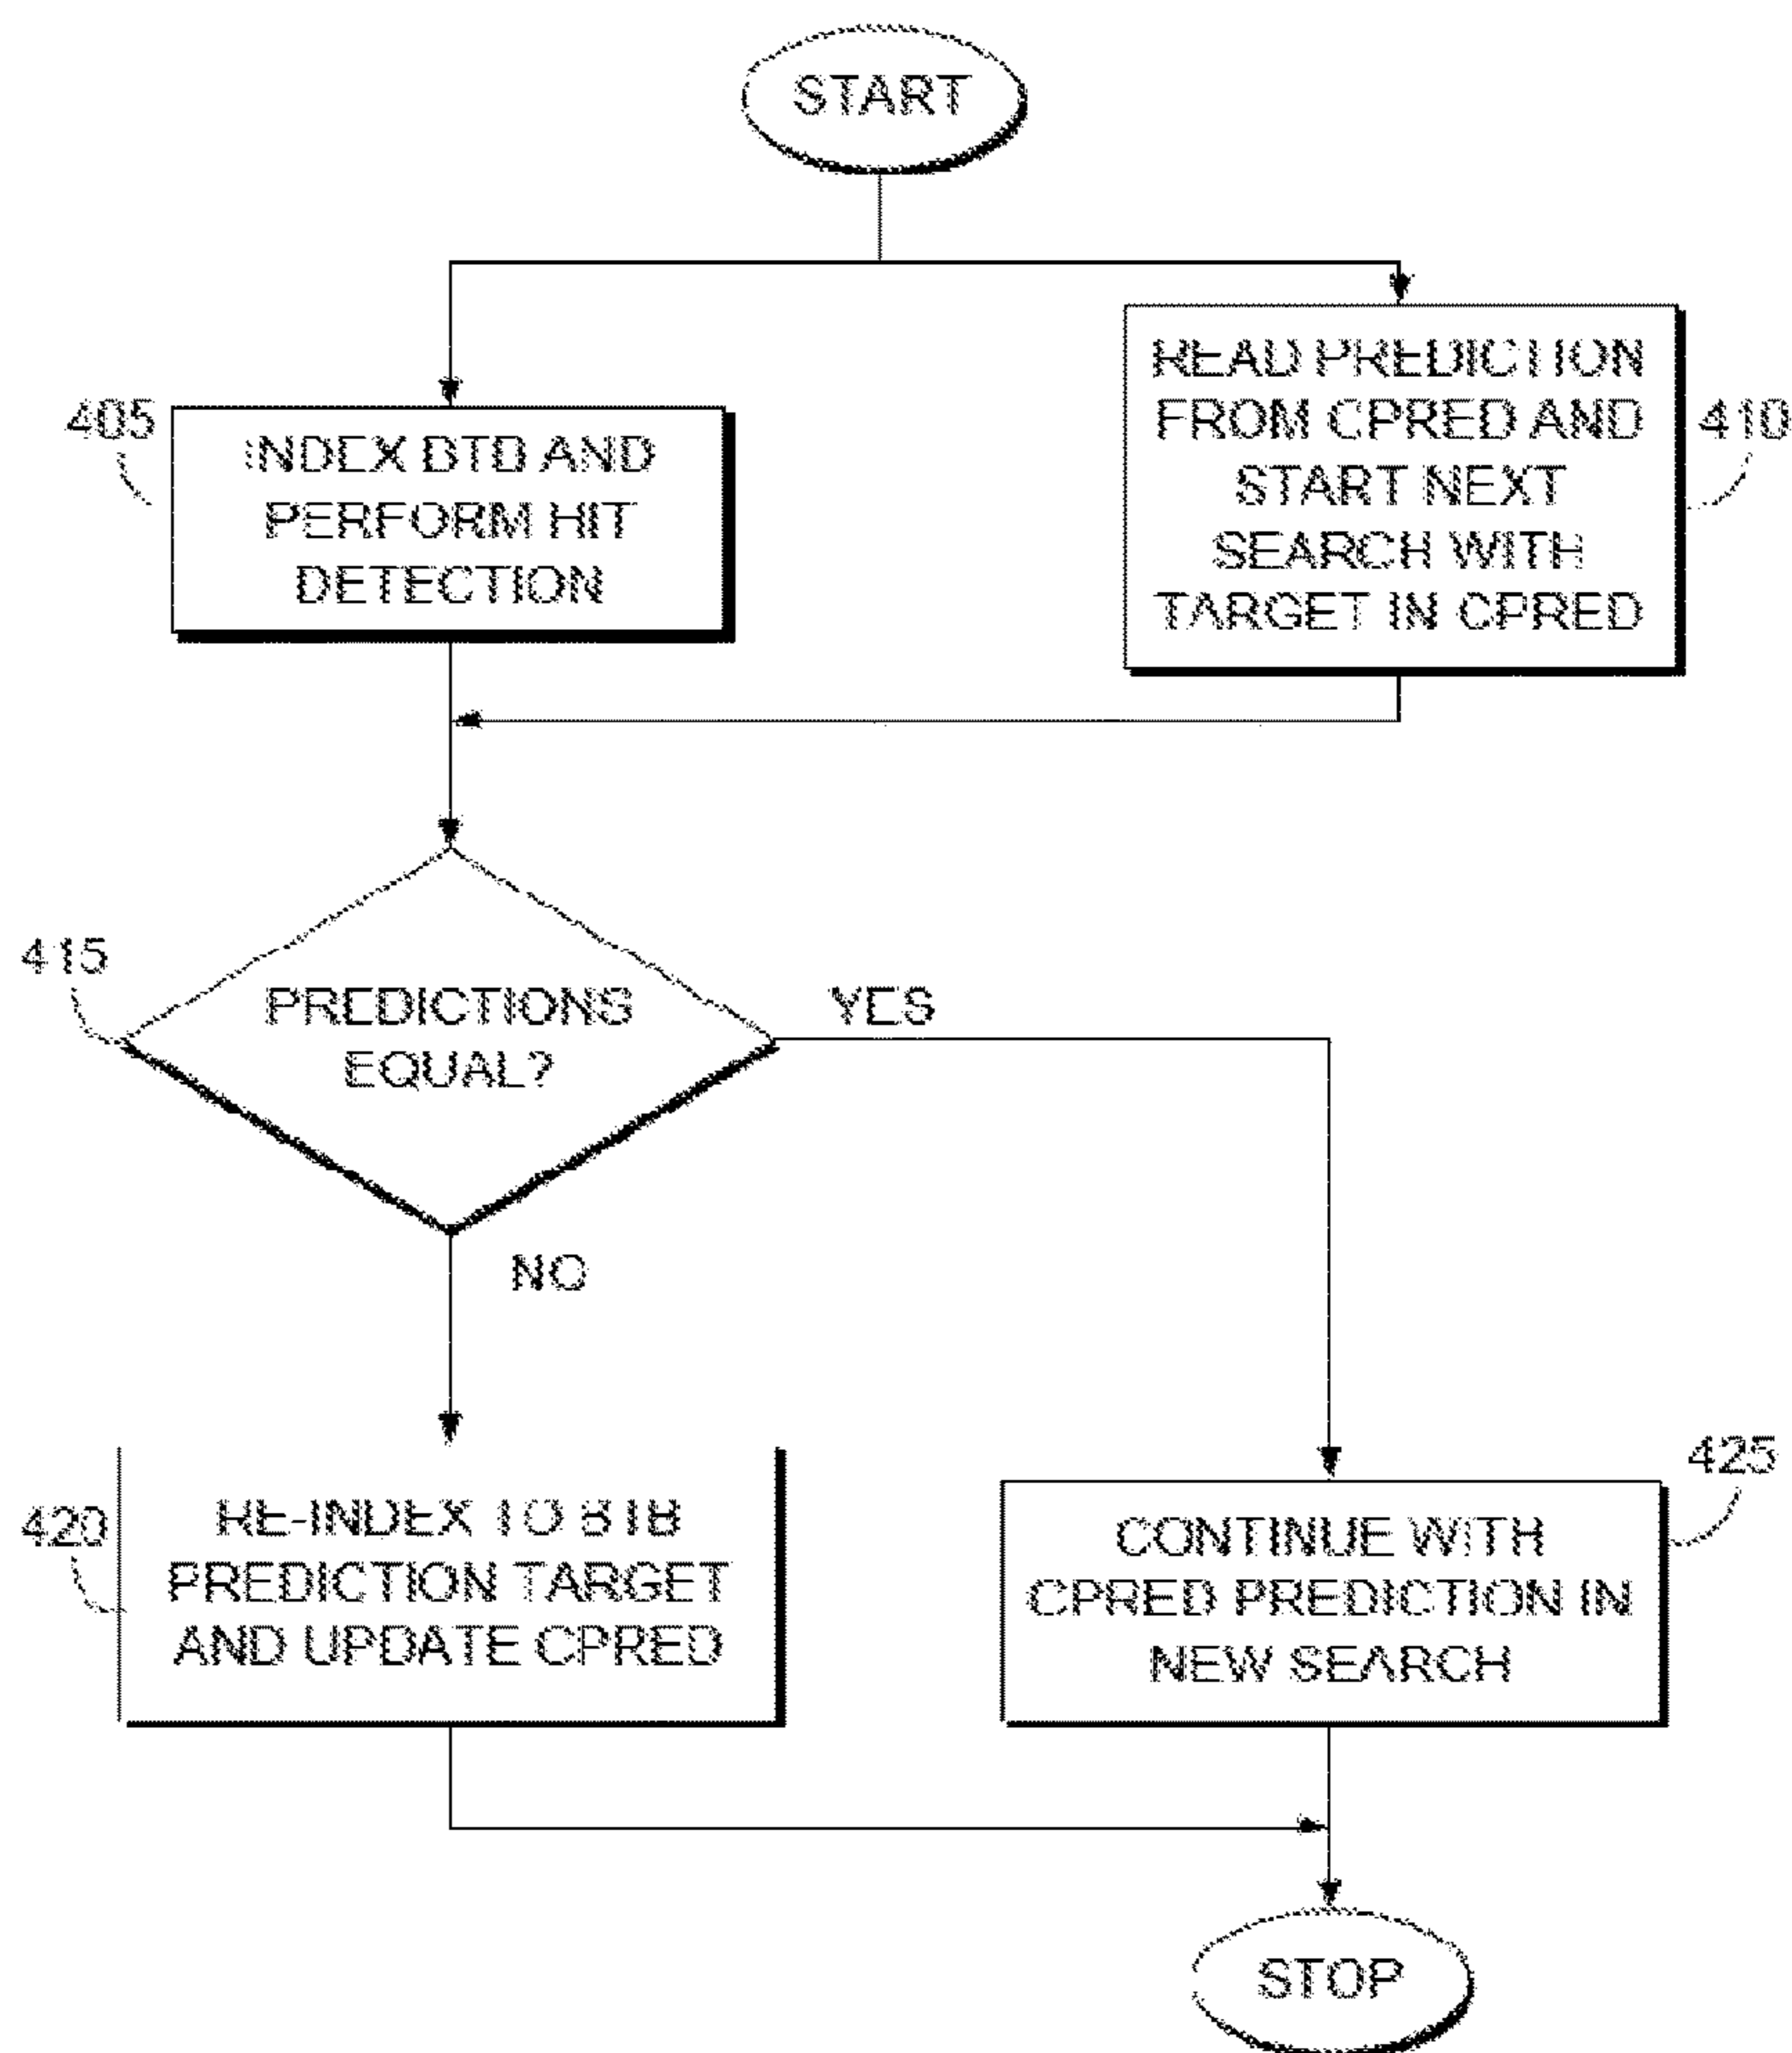 START
405
INDEX BTB AND
PERFORM HIT
DETECTION
READ PREDICTION
FROM CPRED AND
START NEXT
SEARCH WITH
TARGET IN CPRED
410
415
PREDICTIONS
EQUAL?
YES
NO
420
RE-INDEX TO BTB
PREDICTION TARGET
AND UPDATE CPRED
CONTINUE WITH
CPRED PREDICTION IN
NEW SEARCH
425
STOP